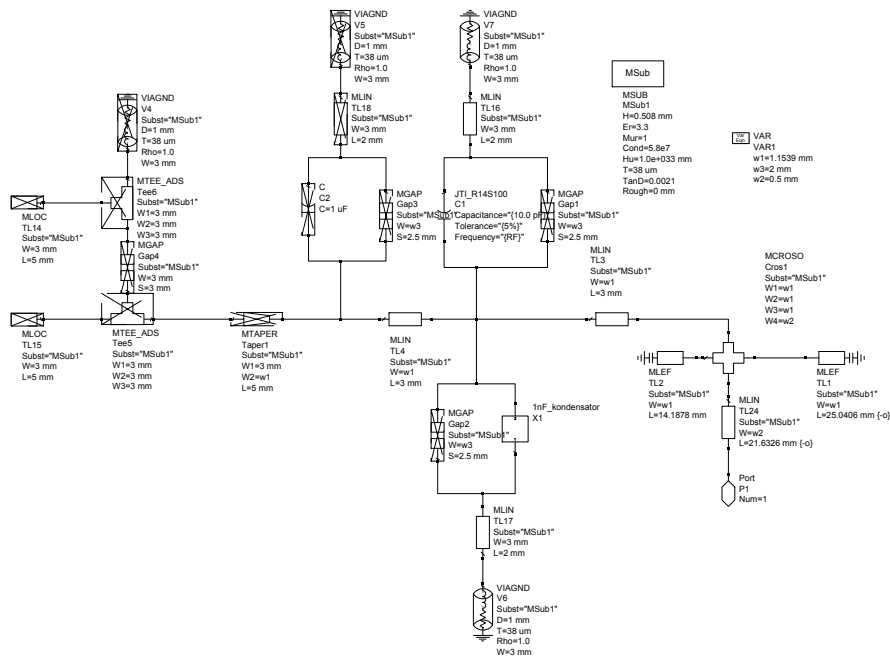 VIAGND
V5
Subst="MSub1"
D=1 mm
T=38 um
Rho=1.0
W=3 mm
VIAGND
V7
Subst="MSub1"
D=1 mm
T=38 um
Rho=1.0
W=3 mm
MSub
MSUB
MSub1
H=0.508 mm
Er=3.3
Mur=1
Cond=5.8e7
Hu=1.0e+033 mm
T=38 um
TanD=0.0021
Rough=0 mm
Var
Eqn
VAR
VAR1
w1=1.1539 mm
w3=2 mm
w2=0.5 mm
VIAGND
V4
Subst="MSub1"
D=1 mm
T=38 um
Rho=1.0
W=3 mm
MLIN
TL18
Subst="MSub1"
W=3 mm
L=2 mm
MLIN
TL16
Subst="MSub1"
W=3 mm
L=2 mm
MTEE_ADS
Tee6
Subst="MSub1"
W1=3 mm
W2=3 mm
W3=3 mm
MLOC
TL14
Subst="MSub1"
W=3 mm
L=5 mm
C
C2
C=1 uF
MGAP
Gap3
Subst="MSub1"
W=w3
S=2.5 mm
JTI_R14S100
C1
Capacitance="{10.0 pF}"
Tolerance="{5%}"
Frequency="{RF}"
MGAP
Gap1
Subst="MSub1"
W=w3
S=2.5 mm
MGAP
Gap4
Subst="MSub1"
W=3 mm
S=3 mm
MLIN
TL3
Subst="MSub1"
W=w1
L=3 mm
MCROSO
Cros1
Subst="MSub1"
W1=w1
W2=w1
W3=w1
W4=w2
MLOC
TL15
Subst="MSub1"
W=3 mm
L=5 mm
MTEE_ADS
Tee5
Subst="MSub1"
W1=3 mm
W2=3 mm
W3=3 mm
MTAPER
Taper1
Subst="MSub1"
W1=3 mm
W2=w1
L=5 mm
MLIN
TL4
Subst="MSub1"
W=w1
L=3 mm
MLEF
TL2
Subst="MSub1"
W=w1
L=14.1878 mm
MLEF
TL1
Subst="MSub1"
W=w1
L=25.0406 mm {-o}
MLIN
TL24
Subst="MSub1"
W=w2
L=21.6326 mm {-o}
MGAP
Gap2
Subst="MSub1"
W=w3
S=2.5 mm
1nF_kondensator
X1
Port
P1
Num=1
MLIN
TL17
Subst="MSub1"
W=3 mm
L=2 mm
VIAGND
V6
Subst="MSub1"
D=1 mm
T=38 um
Rho=1.0
W=3 mm